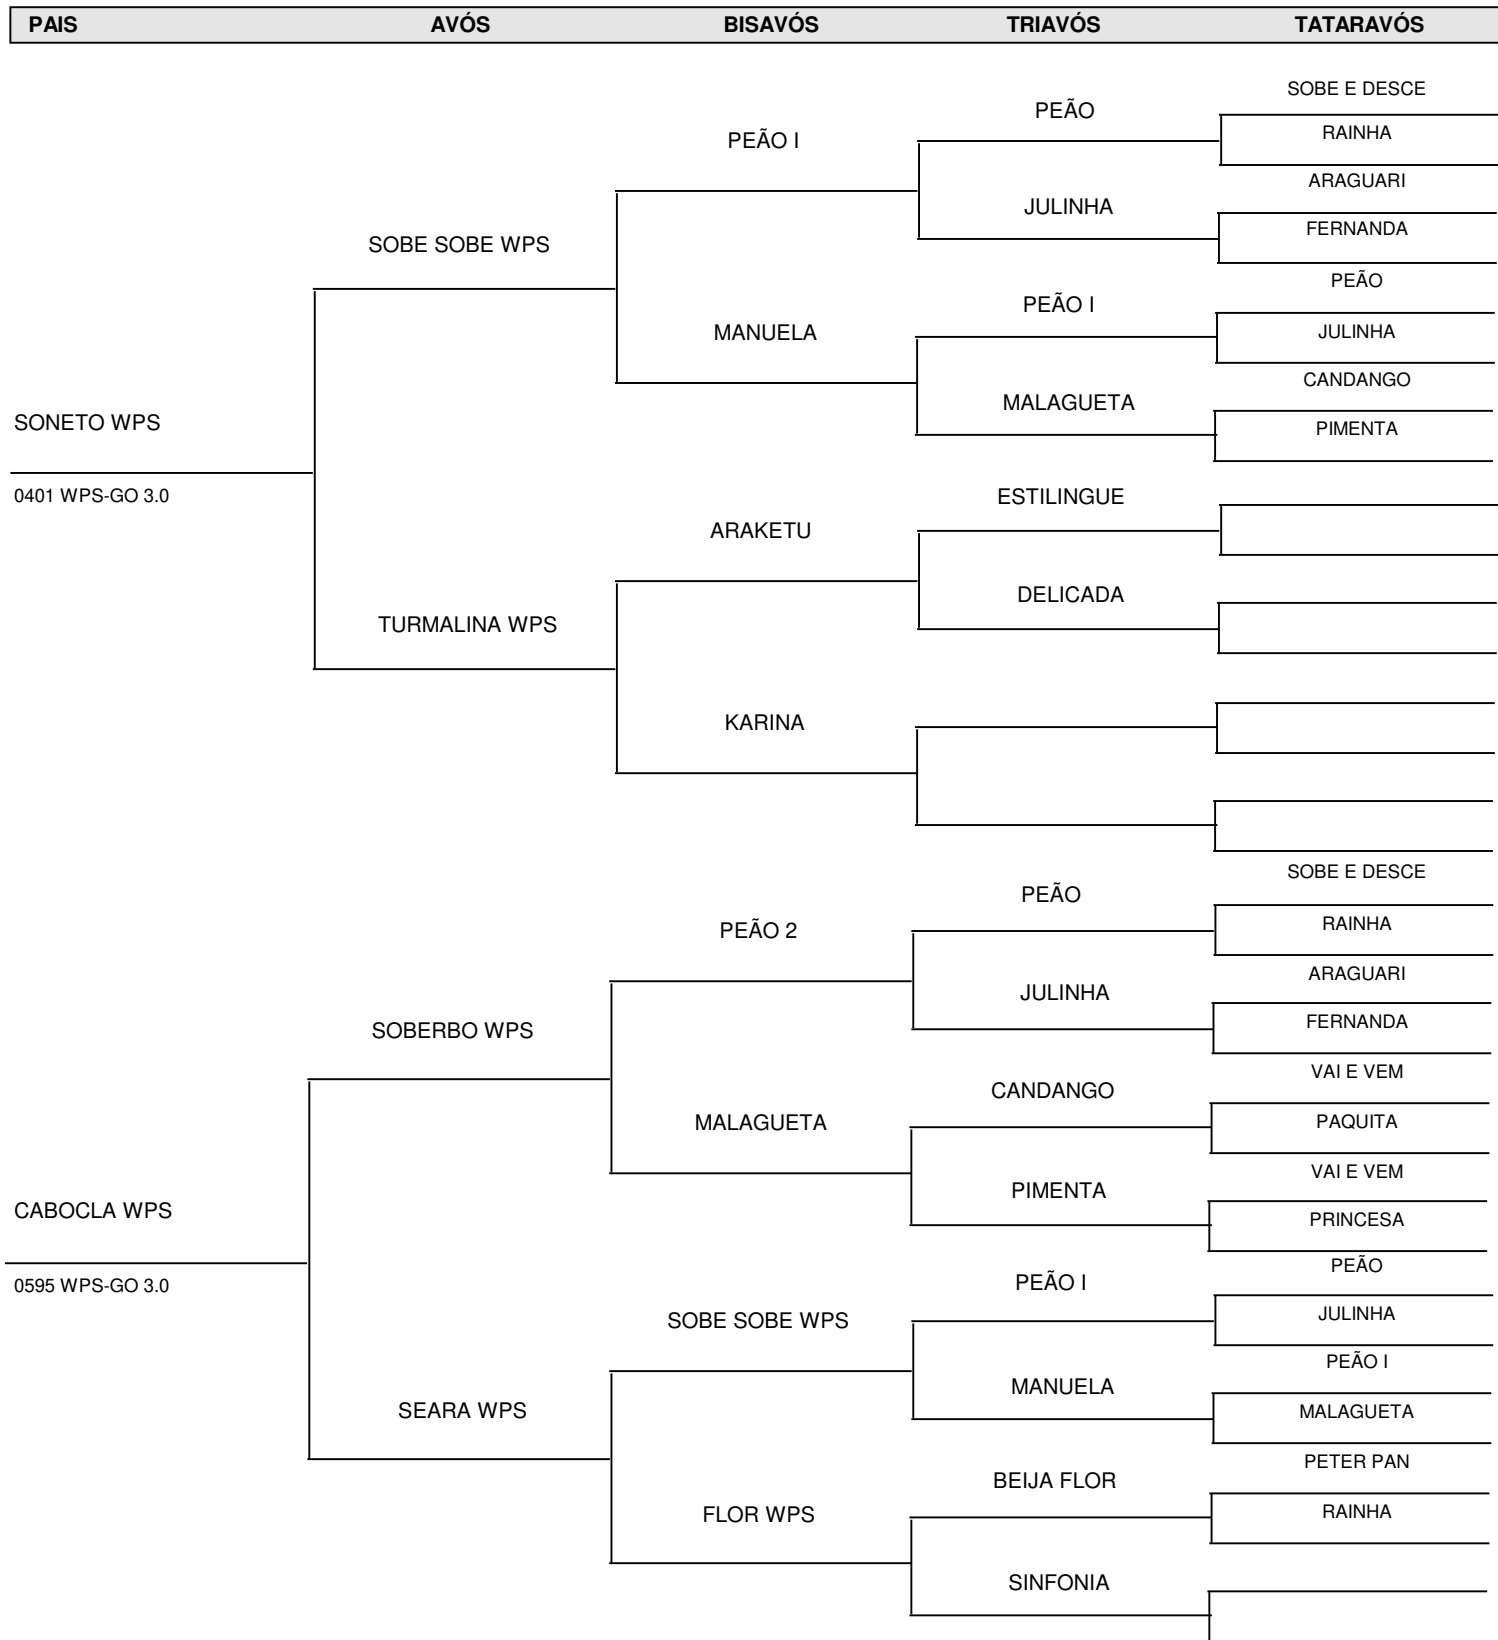 PAIS AVÓS BISAVÓS TRIAVÓS TATARAVÓS
SOBE E DESCE
PEÃO
RAINHA
PEÃO I
ARAGUARI
JULINHA
FERNANDA
SOBE SOBE WPS
PEÃO
PEÃO I
MANUELA
JULINHA
CANDANGO
MALAGUETA
SONETO WPS
PIMENTA
0401 WPS-GO 3.0
ESTILINGUE
ARAKETU
DELICADA
TURMALINA WPS
KARINA
SOBE E DESCE
PEÃO
RAINHA
PEÃO 2
ARAGUARI
JULINHA
FERNANDA
SOBERBO WPS
VAI E VEM
CANDANGO
MALAGUETA
PAQUITA
VAI E VEM
PIMENTA
CABOCLA WPS
PRINCESA
PEÃO
0595 WPS-GO 3.0
PEÃO I
JULINHA
SOBE SOBE WPS
PEÃO I
MANUELA
SEARA WPS
MALAGUETA
PETER PAN
BEIJA FLOR
RAINHA
FLOR WPS
SINFONIA